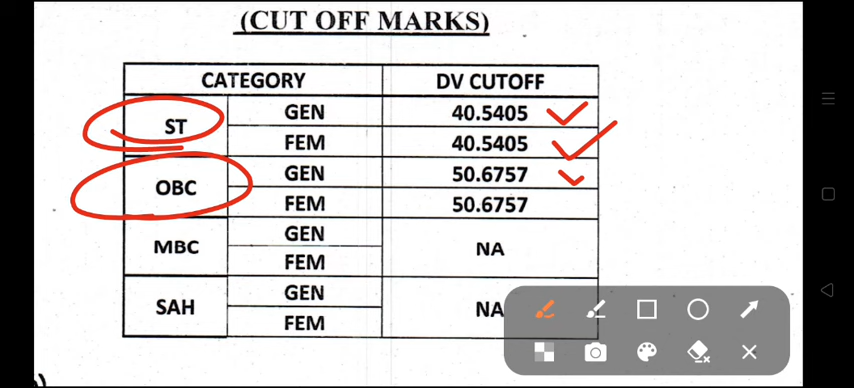 (CUT OFF MARKS)
CATEGORY DV CUTOFF
ST GEN 40.5405
FEM 40.5405
OBC GEN 50.6757
FEM 50.6757
MBC GEN NA
FEM
SAH GEN NA
FEM